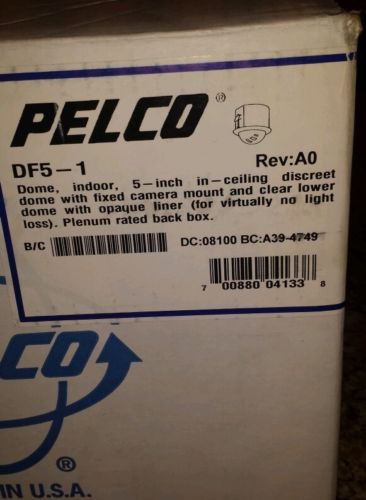 PELCO®
DF5-1 Rev:A0
Dome, indoor, 5-inch in-ceiling discreet
dome with fixed camera mount and clear lower
dome with opaque liner (for virtually no light
loss). Plenum rated back box.
B/C DC:08100 BC:A39-4749
7 00880 04133 8
CO
®
IN U.S.A.